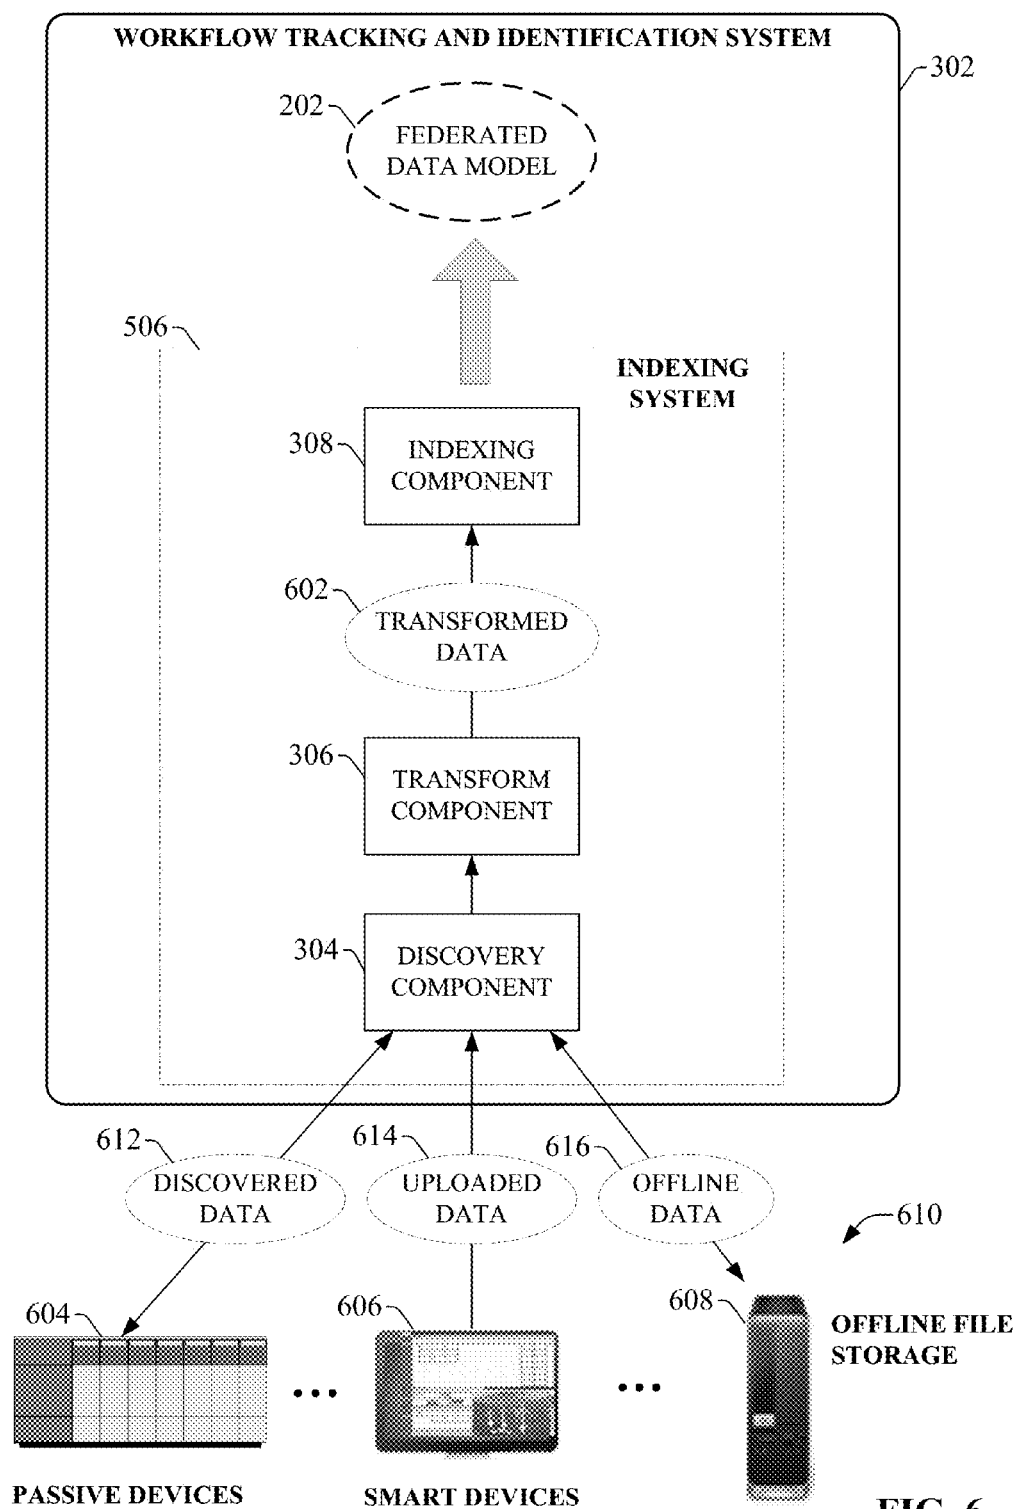 WORKFLOW TRACKING AND IDENTIFICATION SYSTEM
302
202
FEDERATED
DATA MODEL
506
INDEXING
SYSTEM
308
INDEXING
COMPONENT
602
TRANSFORMED
DATA
306
TRANSFORM
COMPONENT
304
DISCOVERY
COMPONENT
612
DISCOVERED
DATA
614
UPLOADED
DATA
616
OFFLINE
DATA
610
604
606
608
OFFLINE FILE
STORAGE
PASSIVE DEVICES
SMART DEVICES
FIG. 6